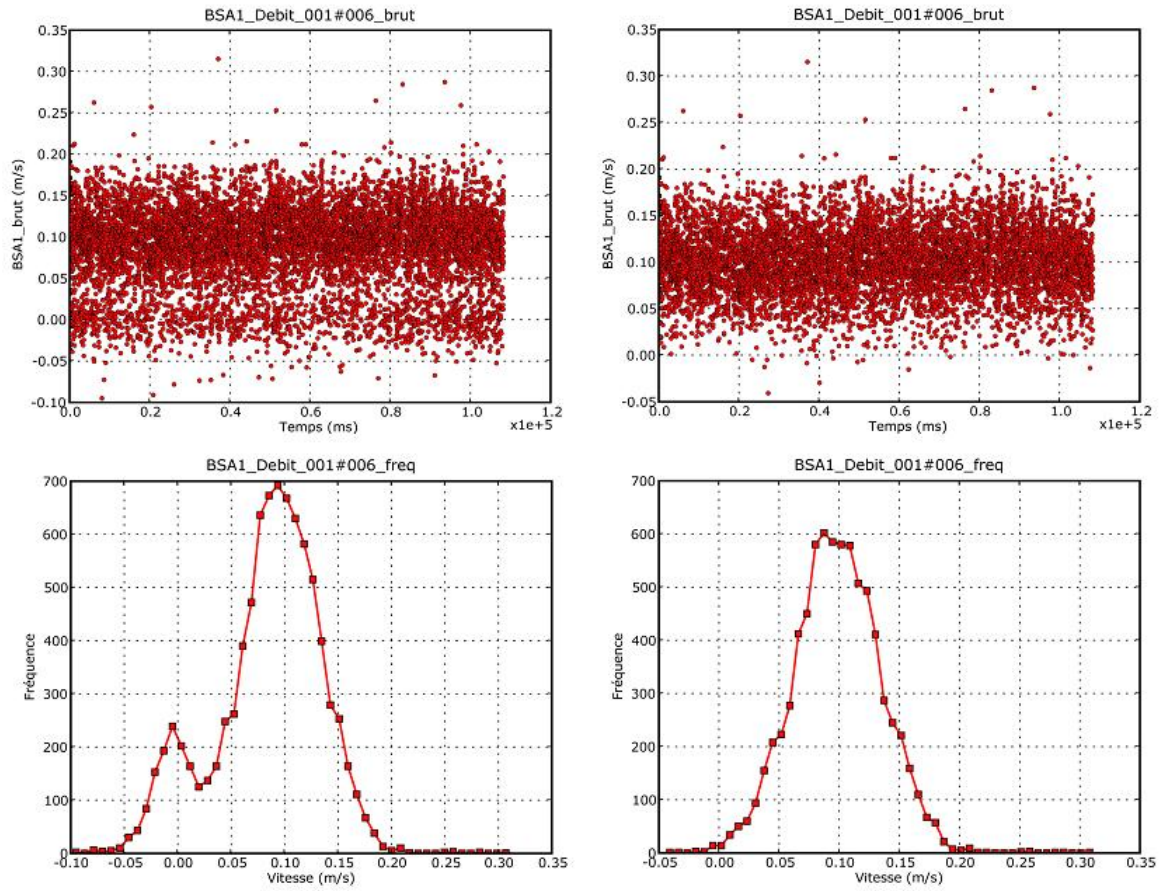 BSA1_Debit_001#006_brut
BSA1_brut (m/s)
0.35
0.30
0.25
0.20
0.15
0.10
0.05
0.00
-0.05
-0.10
0.0 0.2 0.4 0.6 0.8 1.0 1.2
x1e+5
Temps (ms)
BSA1_Debit_001#006_brut
BSA1_brut (m/s)
0.35
0.30
0.25
0.20
0.15
0.10
0.05
0.00
-0.05
0.0 0.2 0.4 0.6 0.8 1.0 1.2
x1e+5
Temps (ms)
BSA1_Debit_001#006_freq
Fréquence
700
600
500
400
300
200
100
0
-0.10 -0.05 0.00 0.05 0.10 0.15 0.20 0.25 0.30 0.35
Vitesse (m/s)
BSA1_Debit_001#006_freq
Fréquence
700
600
500
400
300
200
100
0
-0.05 0.00 0.05 0.10 0.15 0.20 0.25 0.30 0.35
Vitesse (m/s)